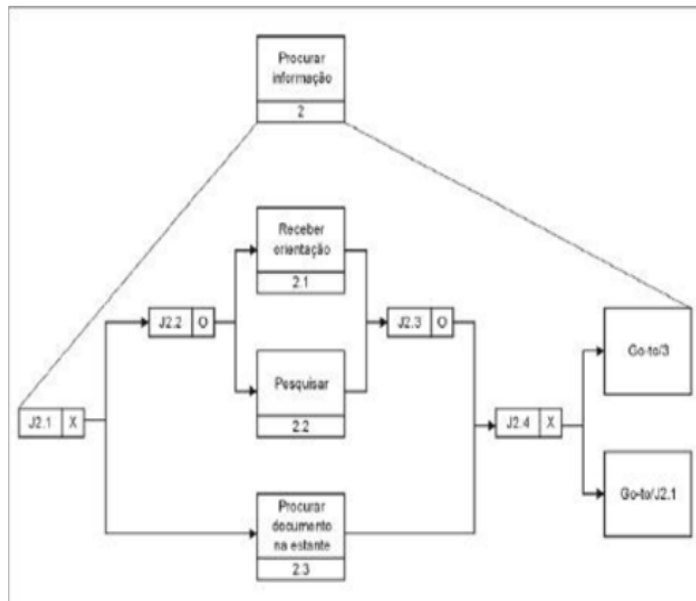 Procurar
informação
2
Receber
orientação
2.1
J2.2 O
J2.3 O
Go-to/3
Pesquisar
2.2
J2.1 X
J2.4 X
Go-to/J2.1
Procurar
documento
na estante
2.3